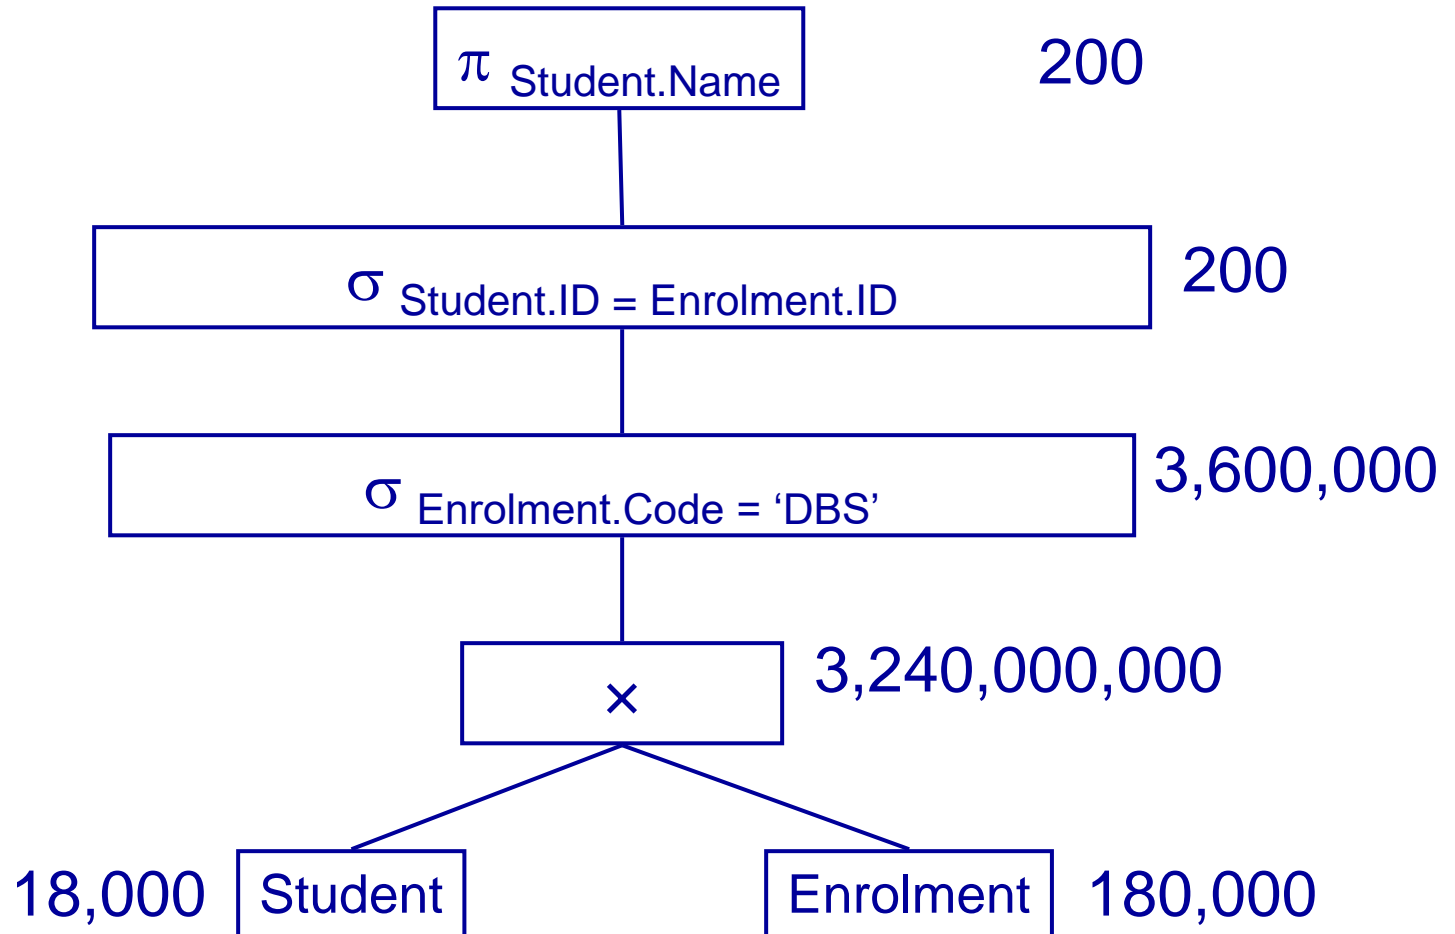 π Student.Name 200
σ Student.ID = Enrolment.ID 200
σ Enrolment.Code = ‘DBS’ 3,600,000
× 3,240,000,000
18,000 Student Enrolment 180,000